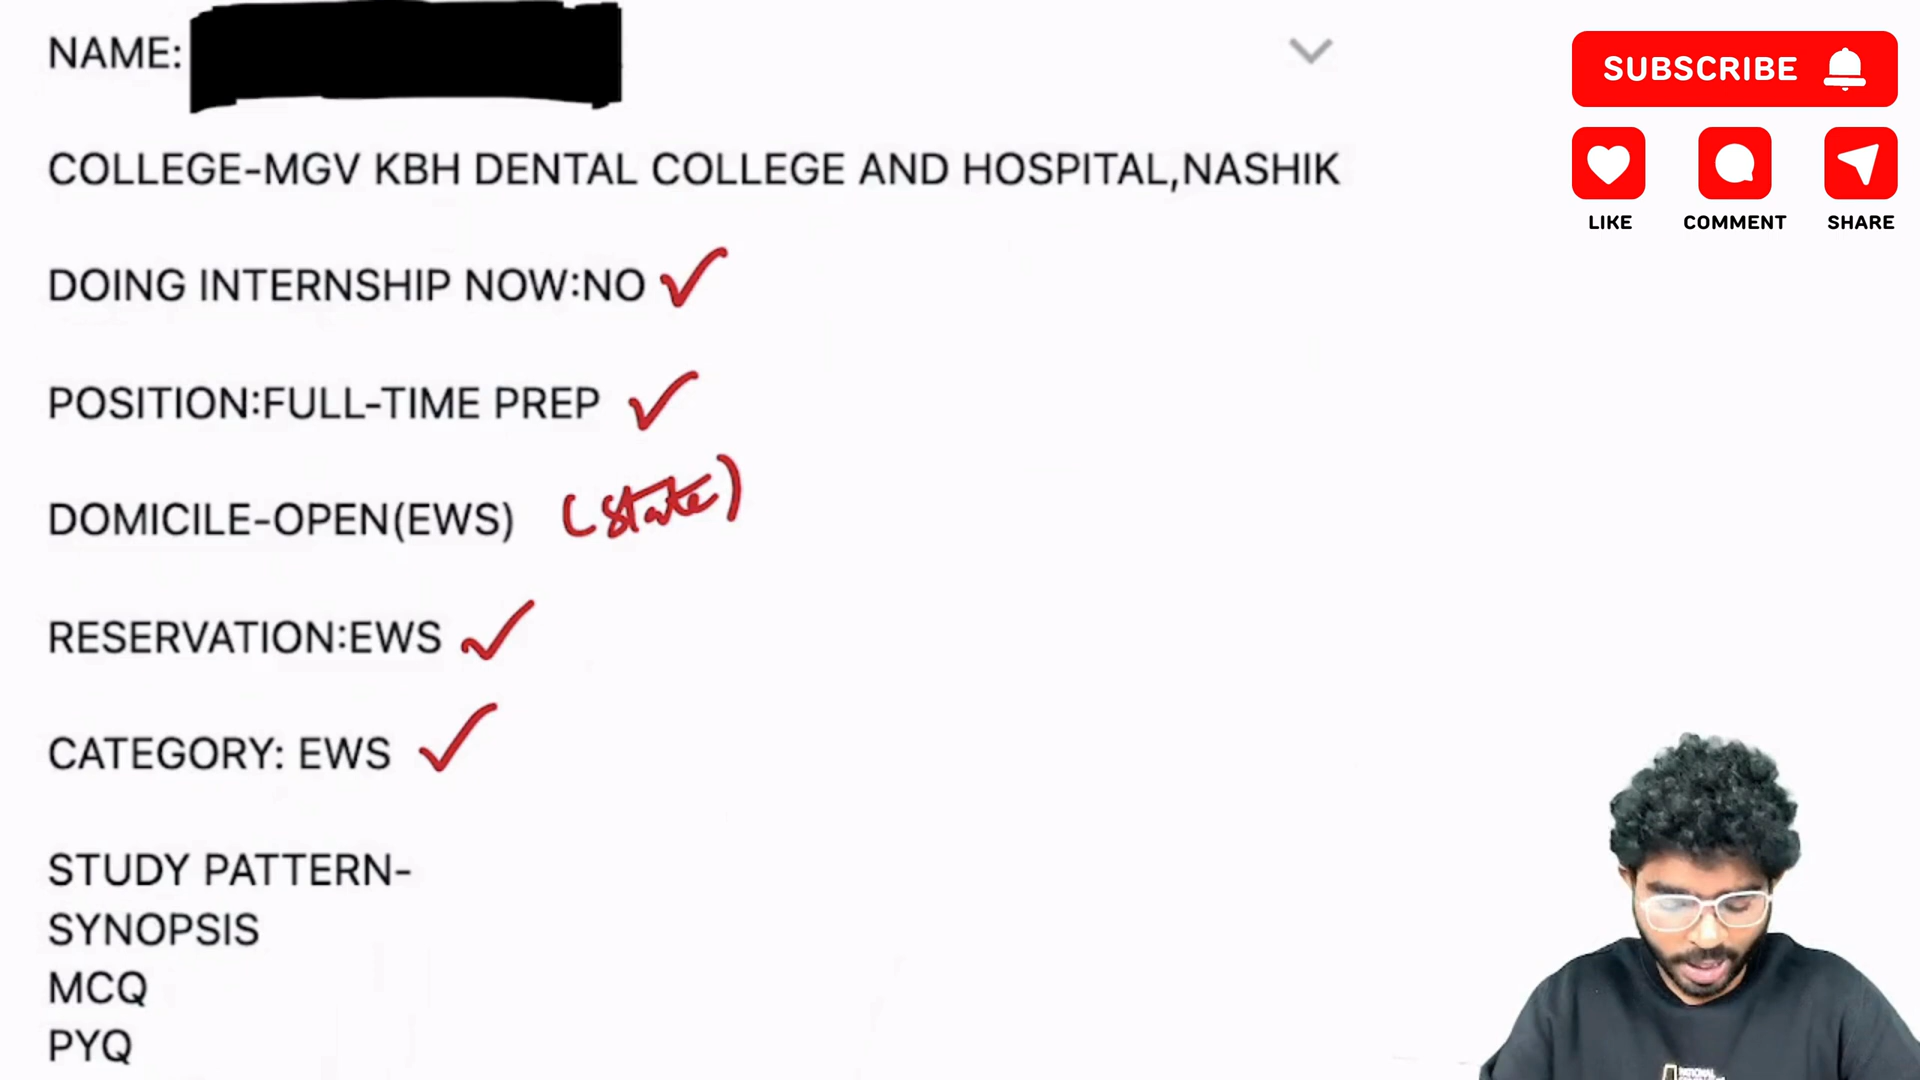 NAME:
COLLEGE-MGV KBH DENTAL COLLEGE AND HOSPITAL,NASHIK
DOING INTERNSHIP NOW:NO
POSITION:FULL-TIME PREP
DOMICILE-OPEN(EWS) (state)
RESERVATION:EWS
CATEGORY: EWS
STUDY PATTERN-
SYNOPSIS
MCQ
PYQ
SUBSCRIBE
LIKE COMMENT SHARE
NATIONAL